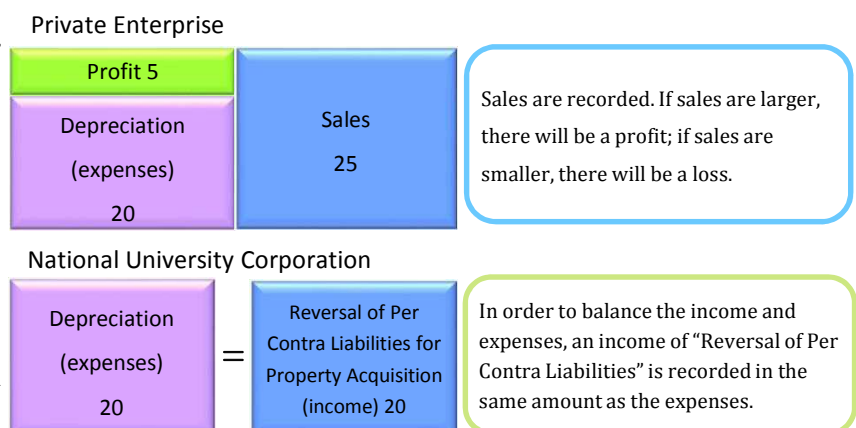 Private Enterprise
Profit 5
Depreciation
(expenses)
20
Sales
25
Sales are recorded. If sales are larger,
there will be a profit; if sales are
smaller, there will be a loss.
National University Corporation
Depreciation
(expenses)
20
=
Reversal of Per
Contra Liabilities for
Property Acquisition
(income) 20
In order to balance the income and
expenses, an income of “Reversal of Per
Contra Liabilities” is recorded in the
same amount as the expenses.